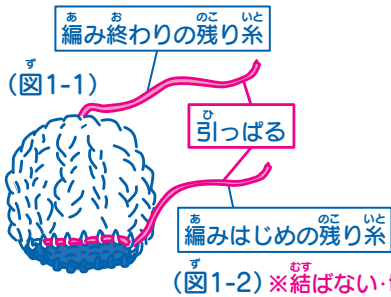 編み終わりの残り糸
(図1-1)
引っぱる
編みはじめの残り糸
(図1-2) ※結ばない・